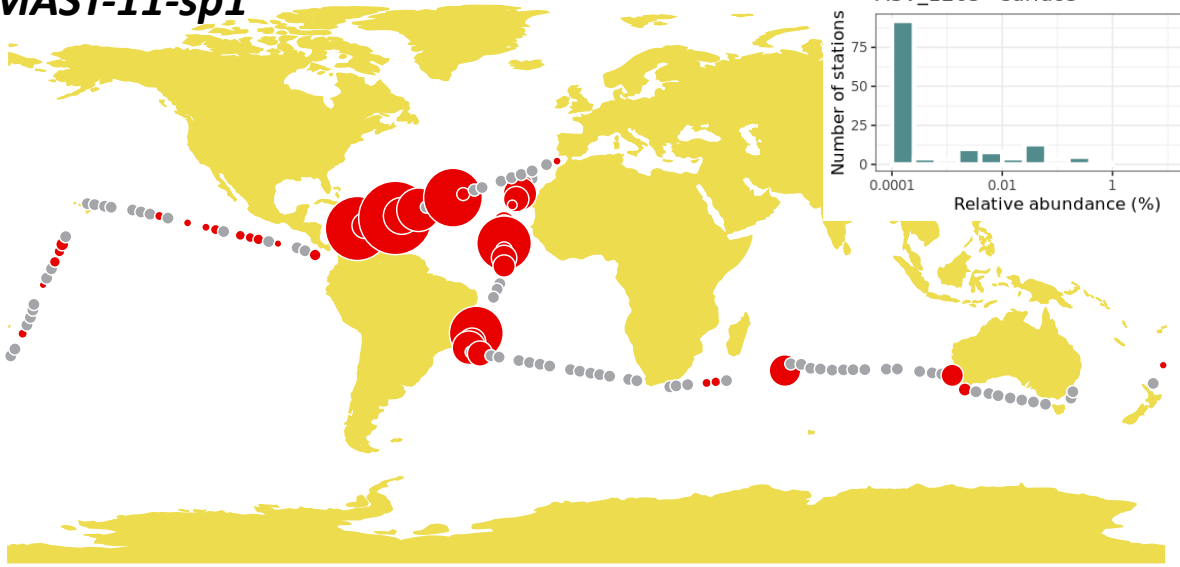 MAST-11-sp1
Number of stations
75
50
25
0
0.0001
0.01
1
Relative abundance (%)